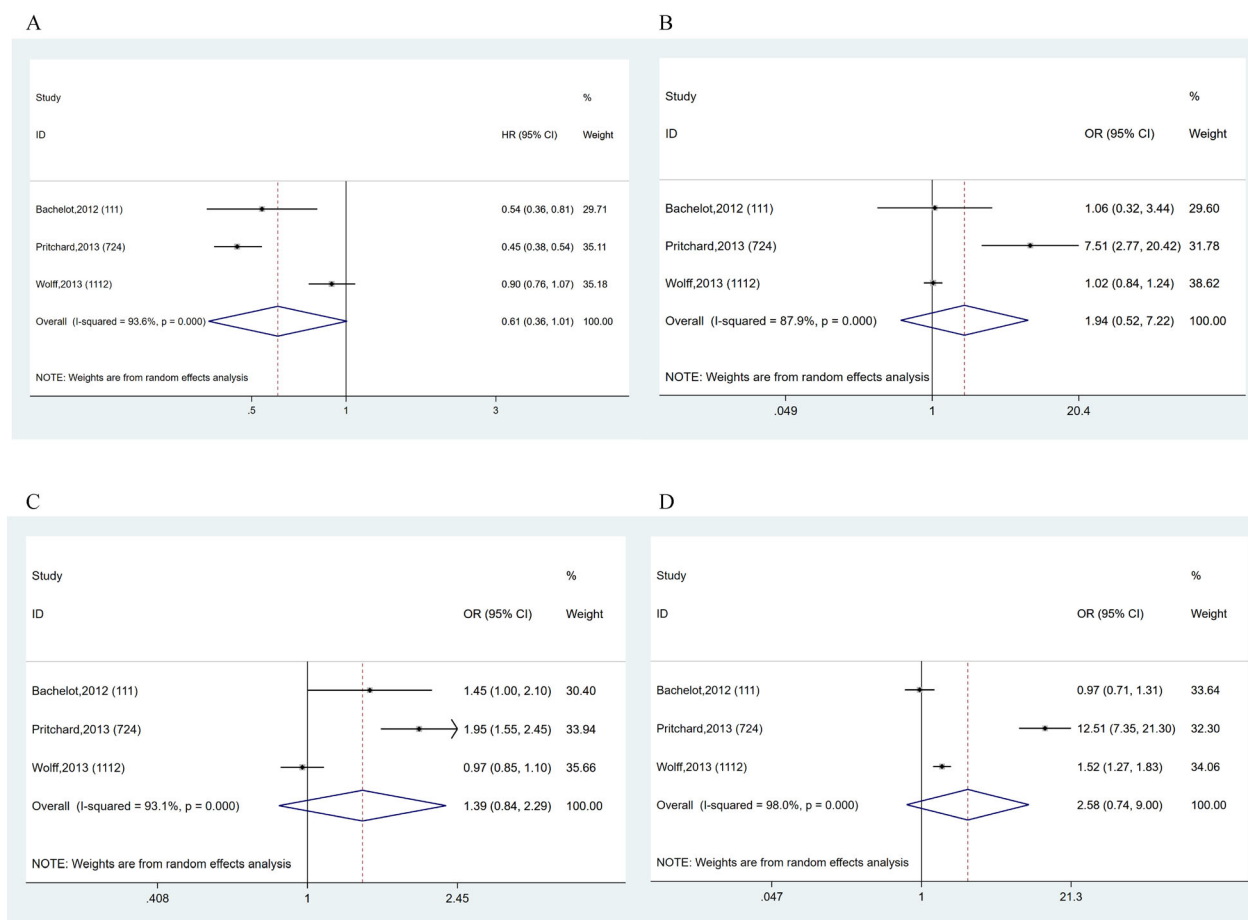 A
Study %
ID HR (95% CI) Weight
Bachelot,2012 (111) 0.54 (0.36, 0.81) 29.71
Pritchard,2013 (724) 0.45 (0.38, 0.54) 35.11
Wolff,2013 (1112) 0.90 (0.76, 1.07) 35.18
Overall (I-squared = 93.6%, p = 0.000) 0.61 (0.36, 1.01) 100.00
NOTE: Weights are from random effects analysis
.5 1 3
B
Study %
ID OR (95% CI) Weight
Bachelot,2012 (111) 1.06 (0.32, 3.44) 29.60
Pritchard,2013 (724) 7.51 (2.77, 20.42) 31.78
Wolff,2013 (1112) 1.02 (0.84, 1.24) 38.62
Overall (I-squared = 87.9%, p = 0.000) 1.94 (0.52, 7.22) 100.00
NOTE: Weights are from random effects analysis
.049 1 20.4
C
Study %
ID OR (95% CI) Weight
Bachelot,2012 (111) 1.45 (1.00, 2.10) 30.40
Pritchard,2013 (724) 1.95 (1.55, 2.45) 33.94
Wolff,2013 (1112) 0.97 (0.85, 1.10) 35.66
Overall (I-squared = 93.1%, p = 0.000) 1.39 (0.84, 2.29) 100.00
NOTE: Weights are from random effects analysis
.408 1 2.45
D
Study %
ID OR (95% CI) Weight
Bachelot,2012 (111) 0.97 (0.71, 1.31) 33.64
Pritchard,2013 (724) 12.51 (7.35, 21.30) 32.30
Wolff,2013 (1112) 1.52 (1.27, 1.83) 34.06
Overall (I-squared = 98.0%, p = 0.000) 2.58 (0.74, 9.00) 100.00
NOTE: Weights are from random effects analysis
.047 1 21.3